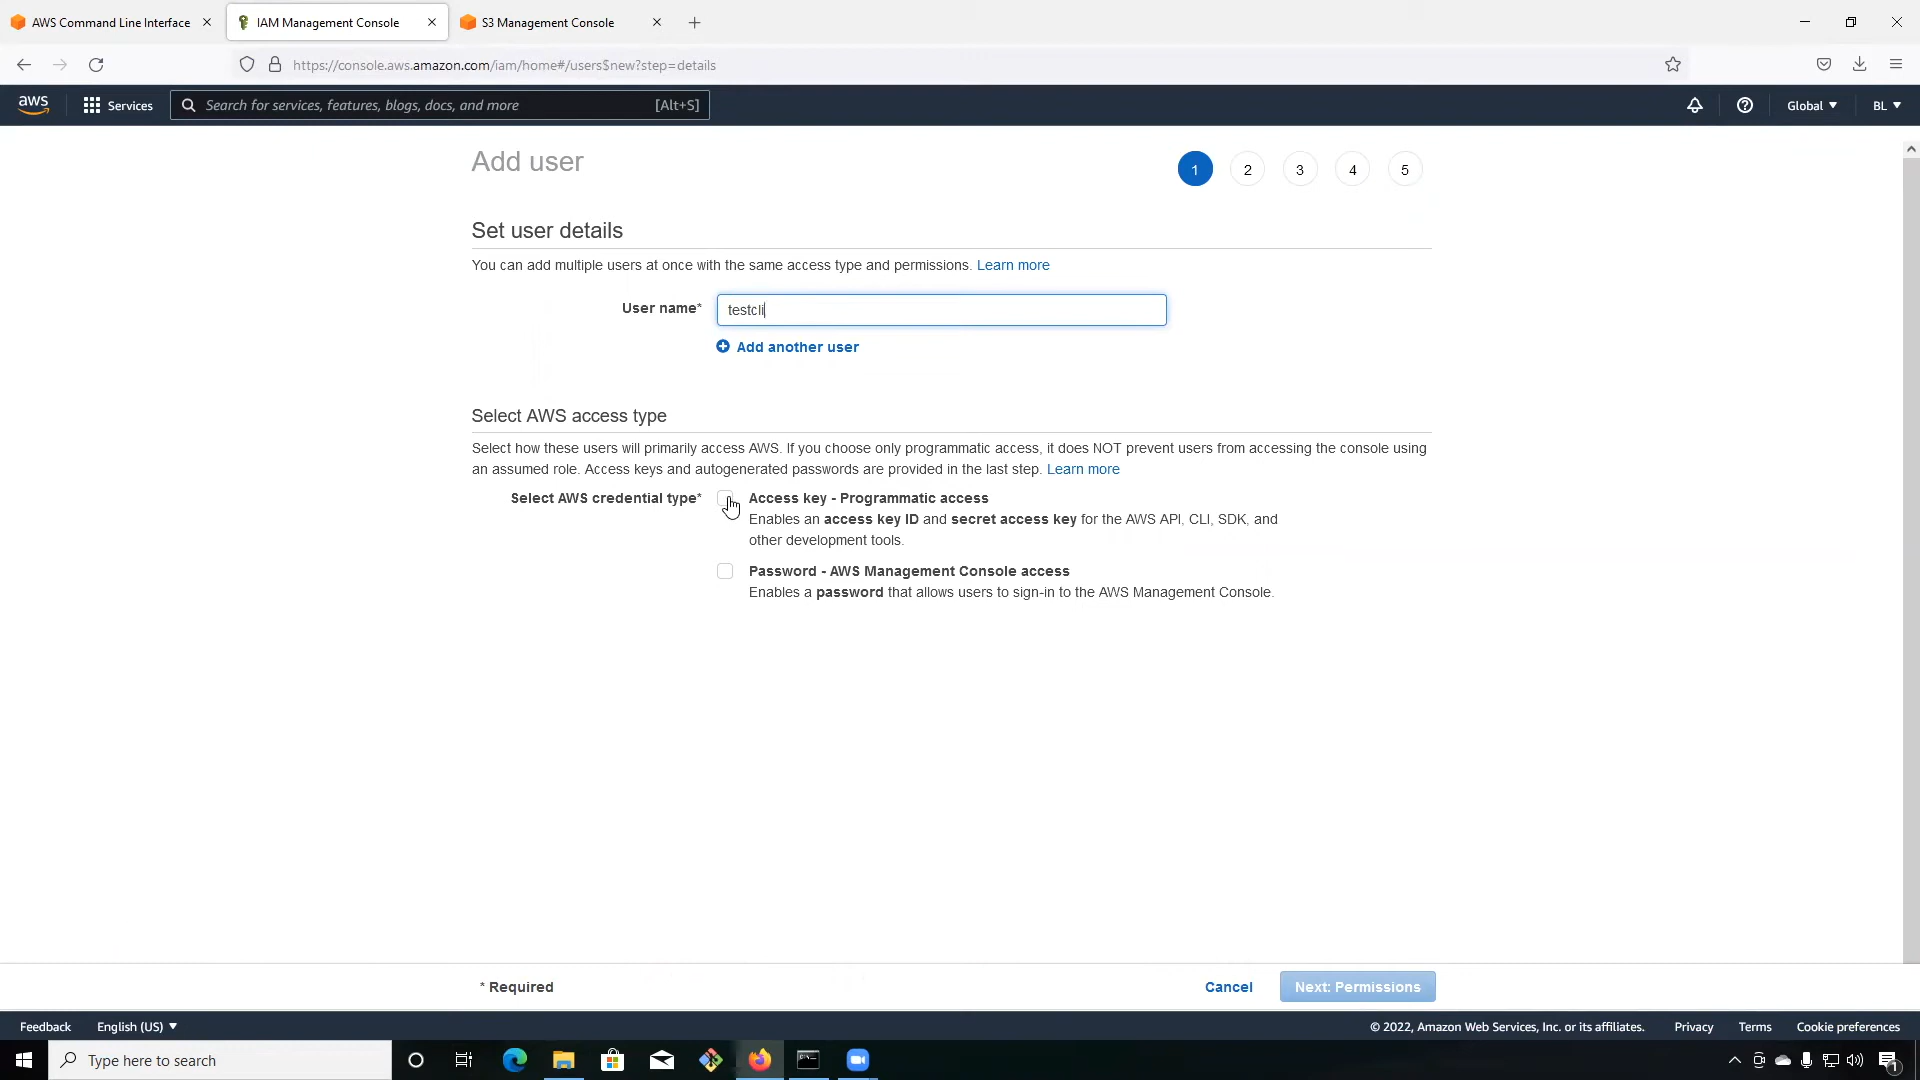 AWS Command Line Interface
IAM Management Console
S3 Management Console
https://console.aws.amazon.com/iam/home#/users$new?step=details
aws
Services
Search for services, features, blogs, docs, and more
[Alt+S]
Global
BL
Add user
1
2
3
4
5
Set user details
You can add multiple users at once with the same access type and permissions. Learn more
User name*
testcli
Add another user
Select AWS access type
Select how these users will primarily access AWS. If you choose only programmatic access, it does NOT prevent users from accessing the console using
an assumed role. Access keys and autogenerated passwords are provided in the last step. Learn more
Select AWS credential type*
Access key - Programmatic access
Enables an access key ID and secret access key for the AWS API, CLI, SDK, and
other development tools.
Password - AWS Management Console access
Enables a password that allows users to sign-in to the AWS Management Console.
* Required
Cancel
Next: Permissions
Feedback
English (US)
© 2022, Amazon Web Services, Inc. or its affiliates.
Privacy
Terms
Cookie preferences
Type here to search
1